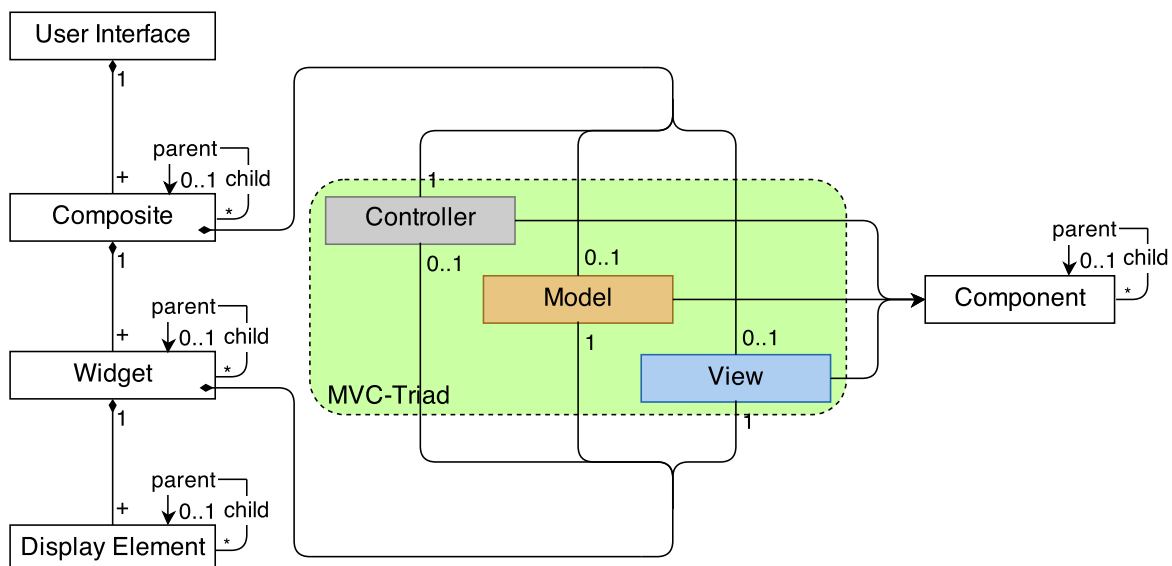 User Interface
1
+
parent
0..1 child
*
Composite
1
+
parent
0..1 child
*
Widget
1
+
parent
0..1 child
*
Display Element
1
Controller
0..1
0..1
Model
1
0..1
View
1
MVC-Triad
parent
0..1 child
*
Component